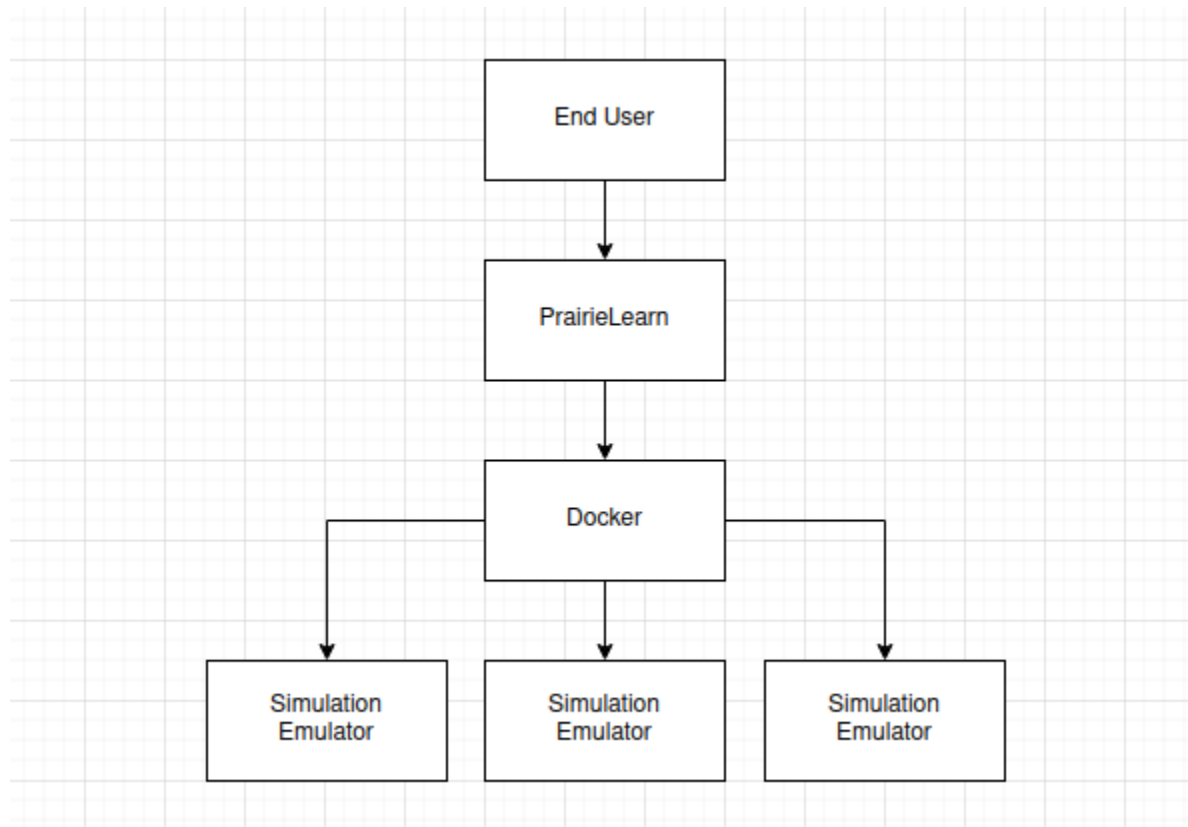 End User
PrairieLearn
Docker
Simulation
Emulator
Simulation
Emulator
Simulation
Emulator